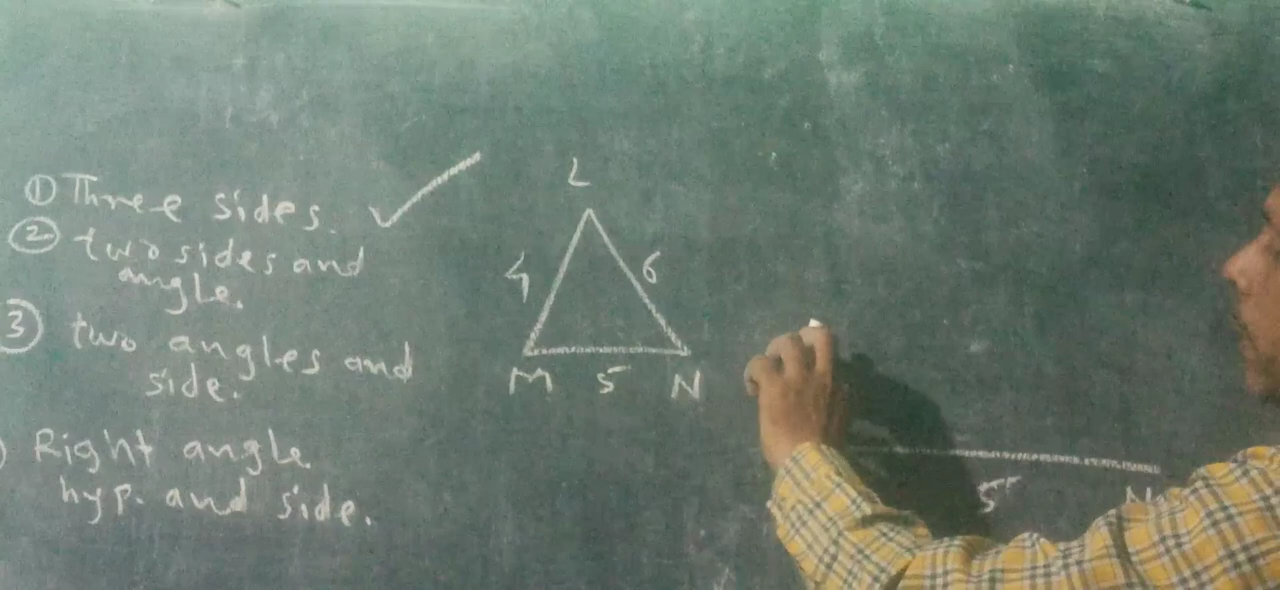 ① Three sides. ✓
② two sides and
angle.
③ two angles and
side.
) Right angle
hyp. and side.
L
4 6
M 5 N
5 N